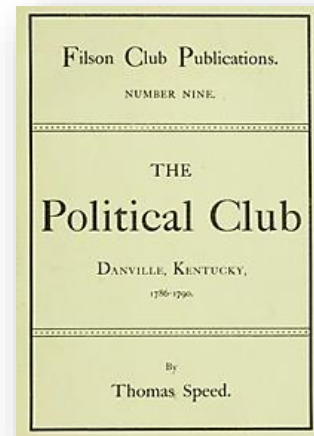 Filson Club Publications.
NUMBER NINE.
THE
Political Club
DANVILLE, KENTUCKY,
1786-1790.
By
Thomas Speed.